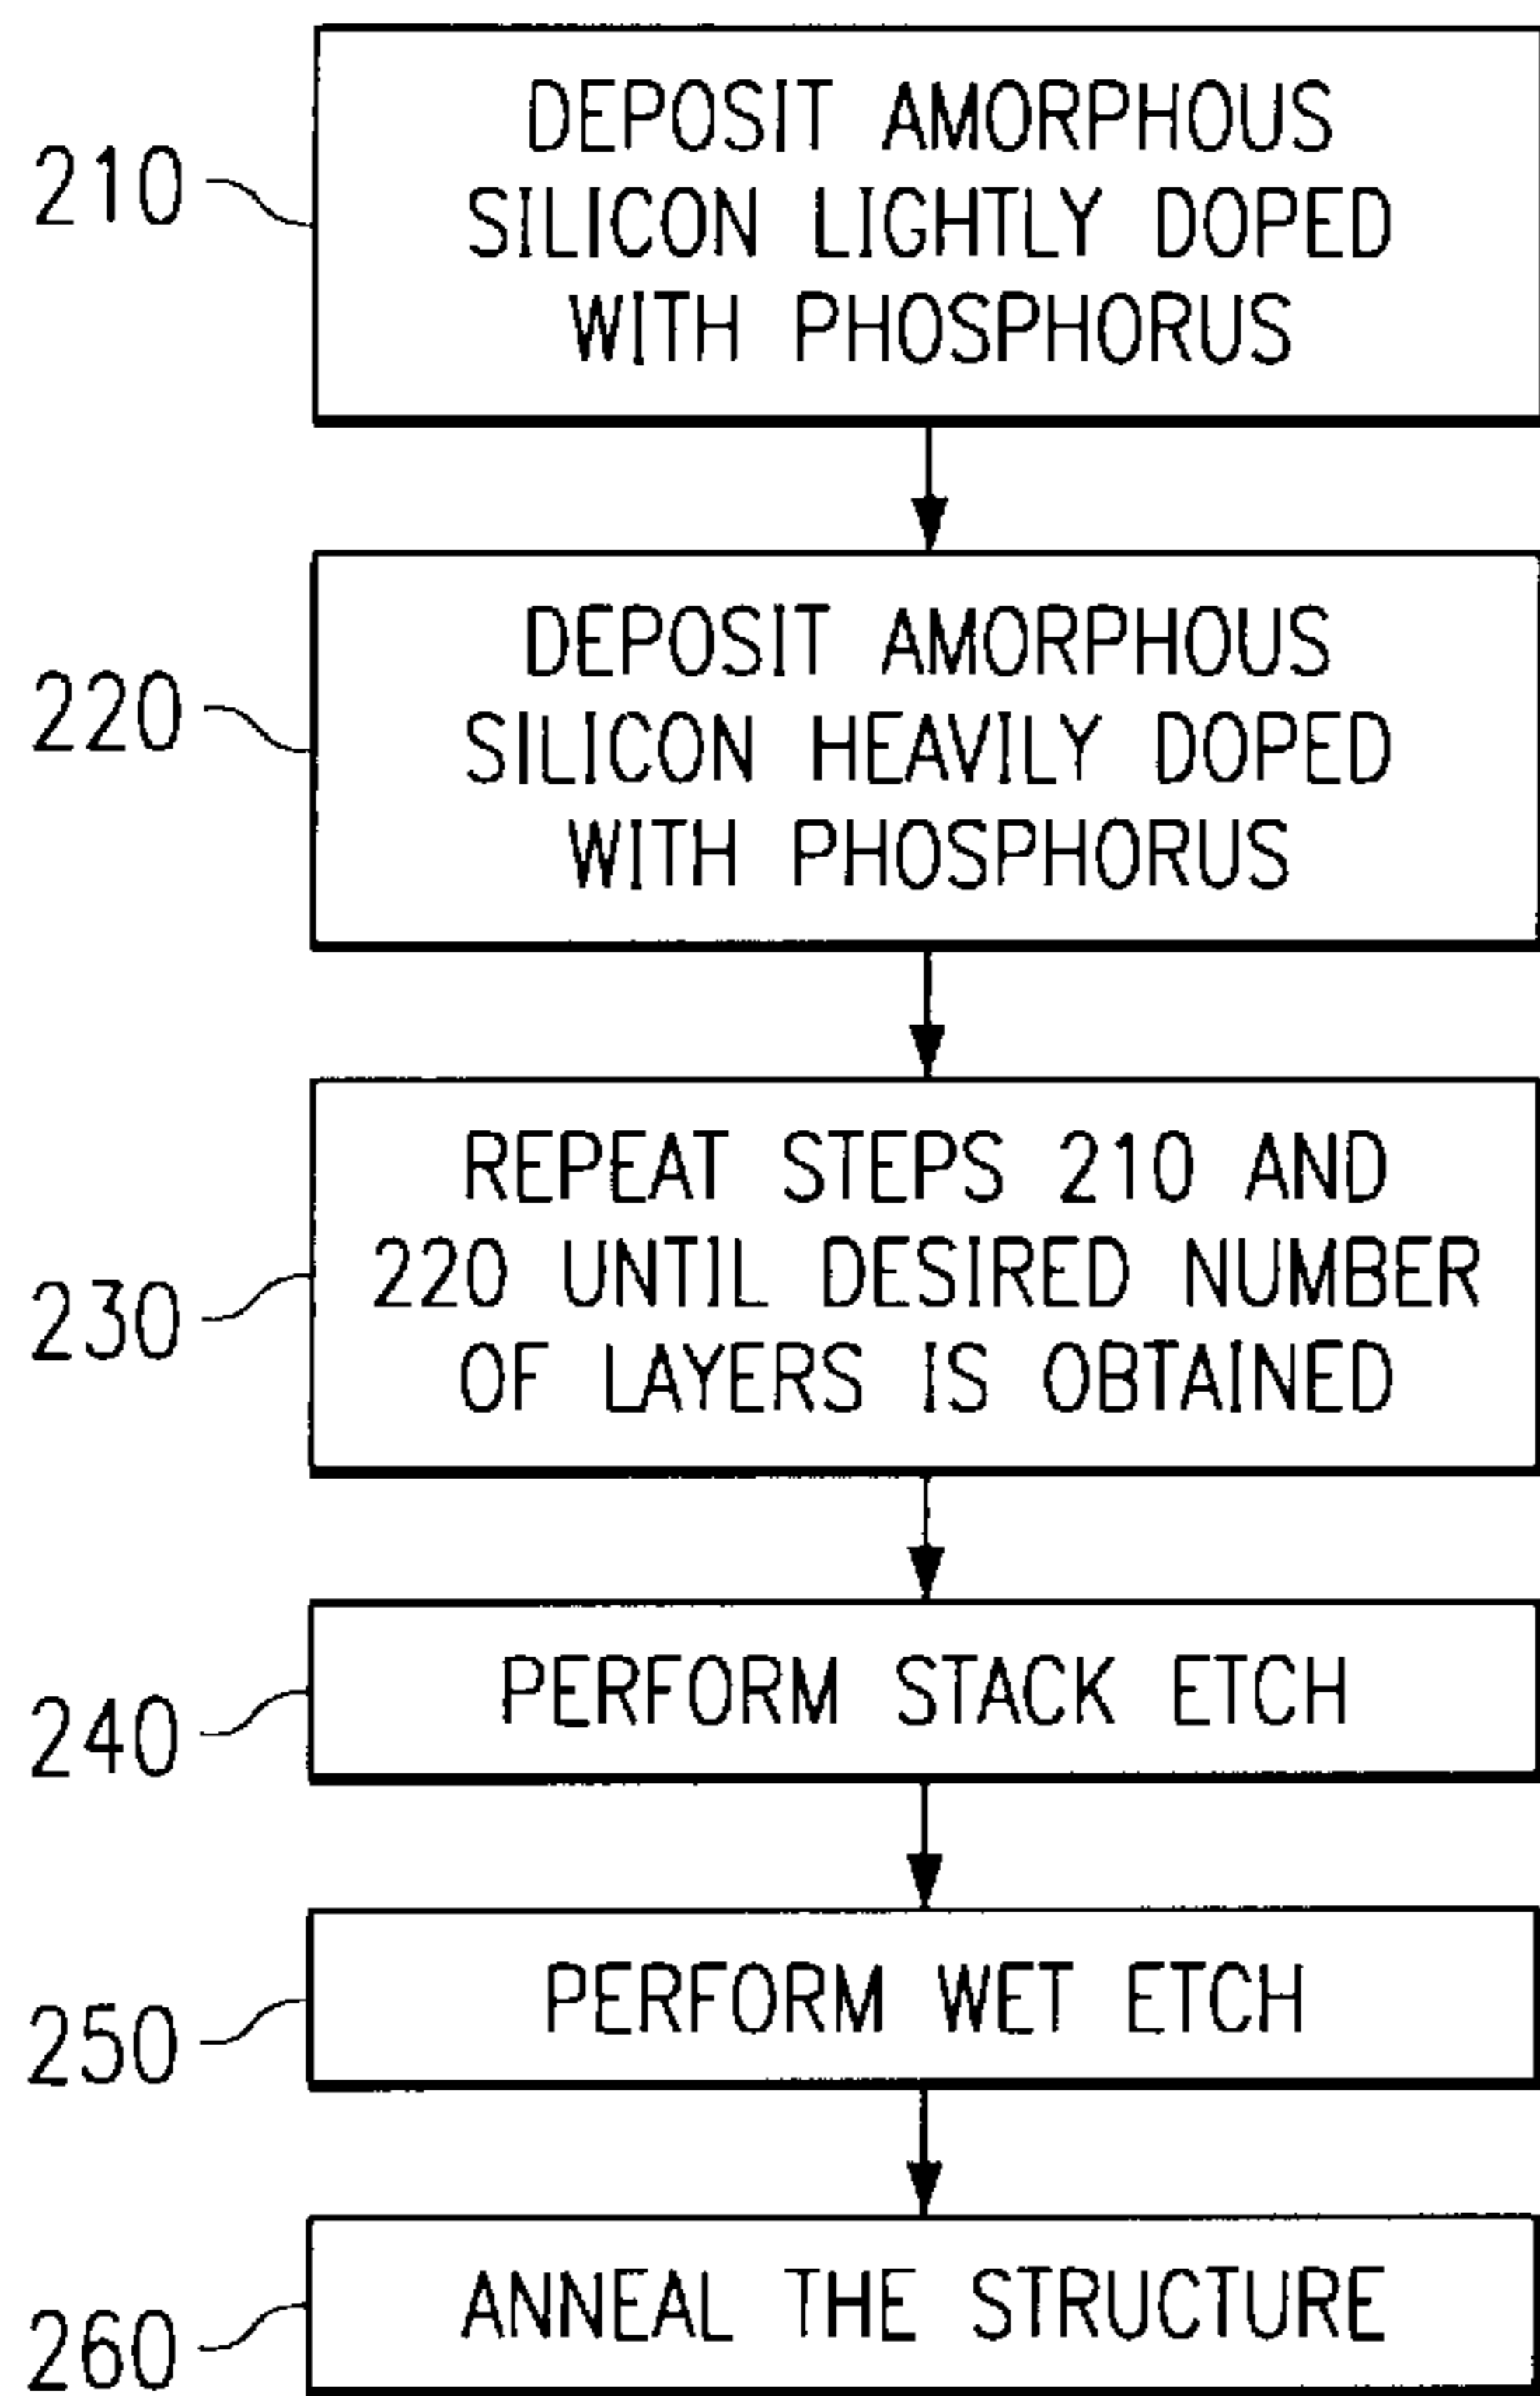 210
DEPOSIT AMORPHOUS
SILICON LIGHTLY DOPED
WITH PHOSPHORUS
220
DEPOSIT AMORPHOUS
SILICON HEAVILY DOPED
WITH PHOSPHORUS
230
REPEAT STEPS 210 AND
220 UNTIL DESIRED NUMBER
OF LAYERS IS OBTAINED
240
PERFORM STACK ETCH
250
PERFORM WET ETCH
260
ANNEAL THE STRUCTURE